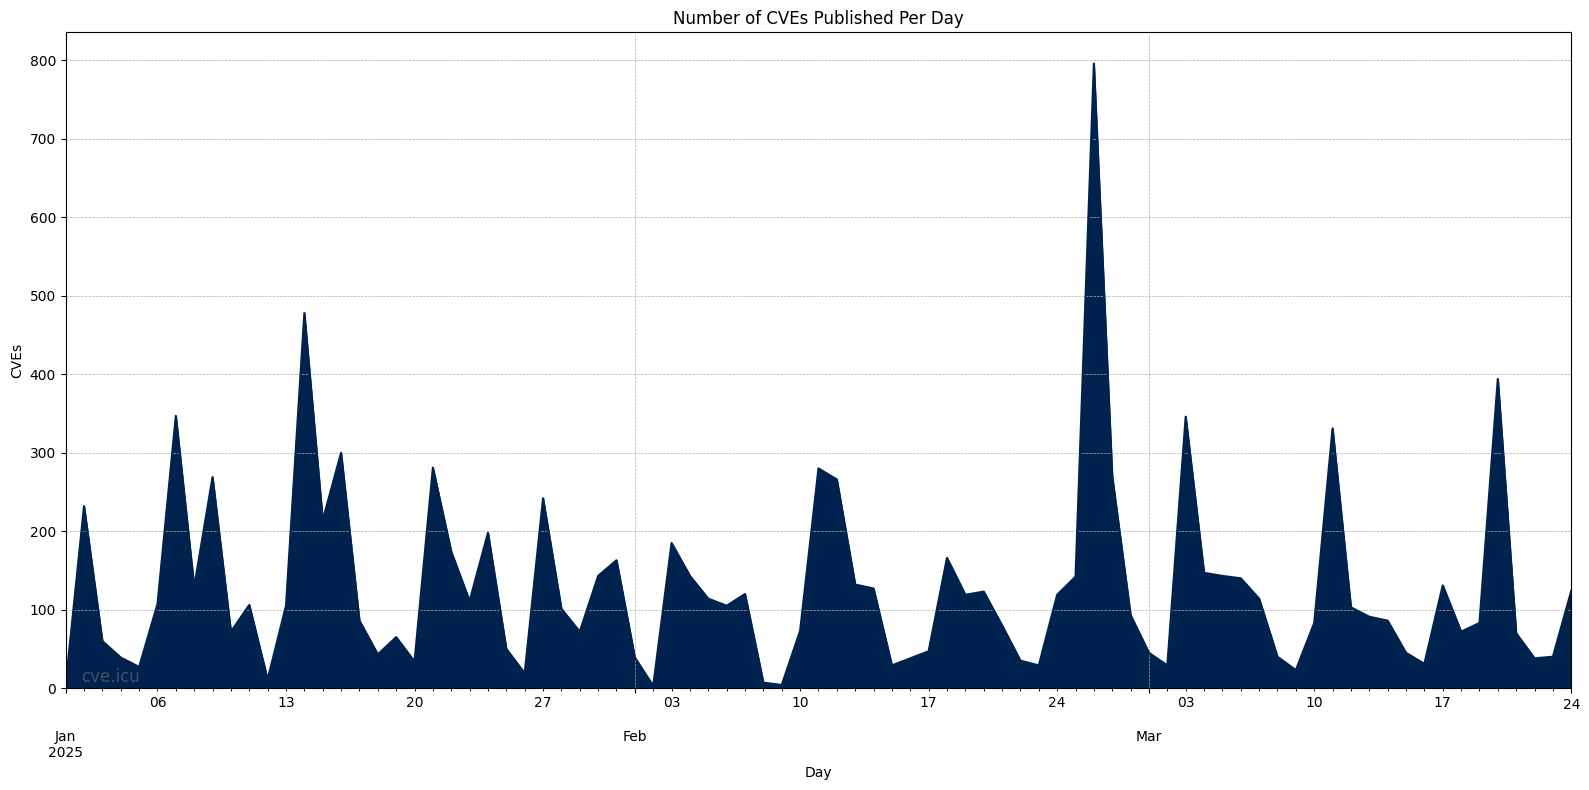 Number of CVEs Published Per Day
800
700
600
500
400
300
200
100
0
CVEs
cve.icu
06 13 20 27 03 10 17 24 03 10 17 24
Jan Feb Mar
2025
Day